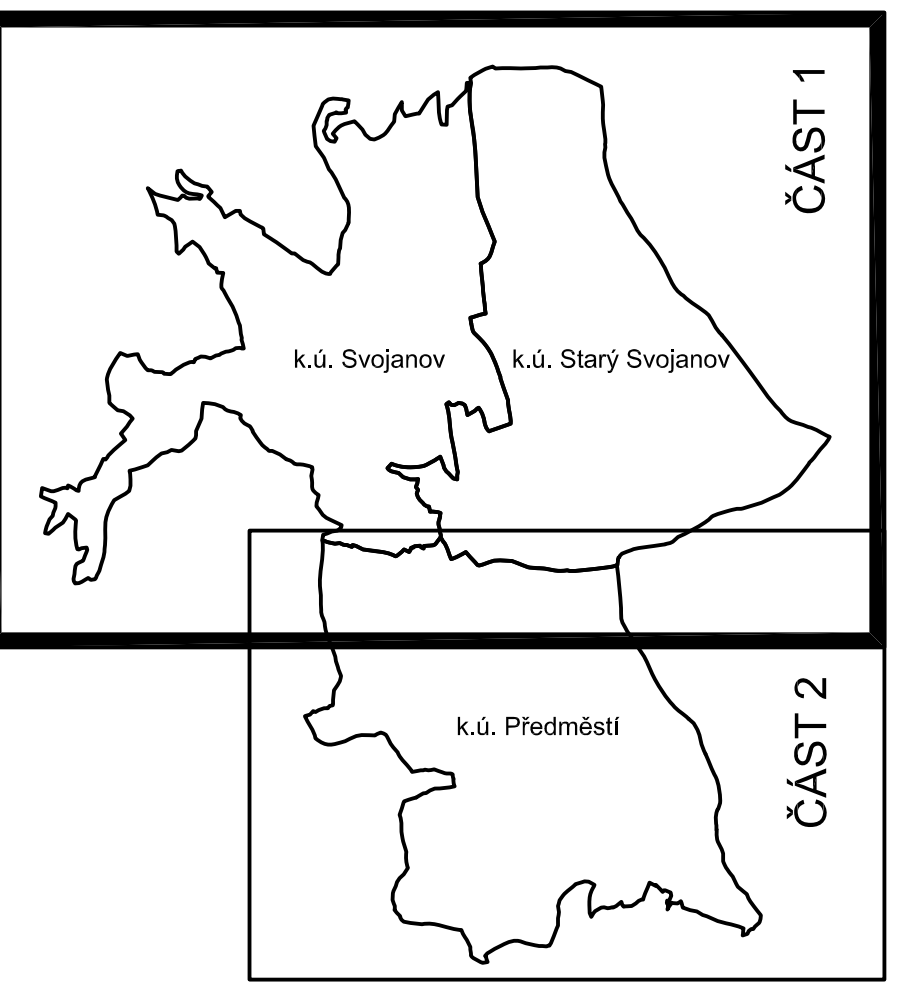 ČÁST 1
k.ú. Svojanov
k.ú. Starý Svojanov
ČÁST 2
k.ú. Předměstí